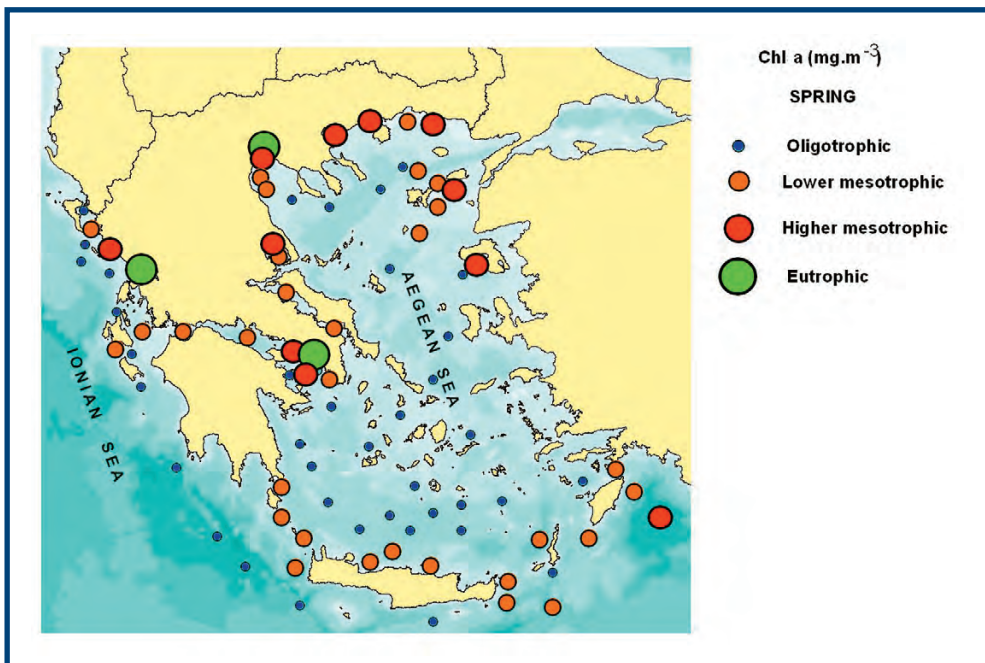 Chl a (mg.m-3)
SPRING
Oligotrophic
Lower mesotrophic
Higher mesotrophic
Eutrophic
AEGEAN SEA
IONIAN SEA